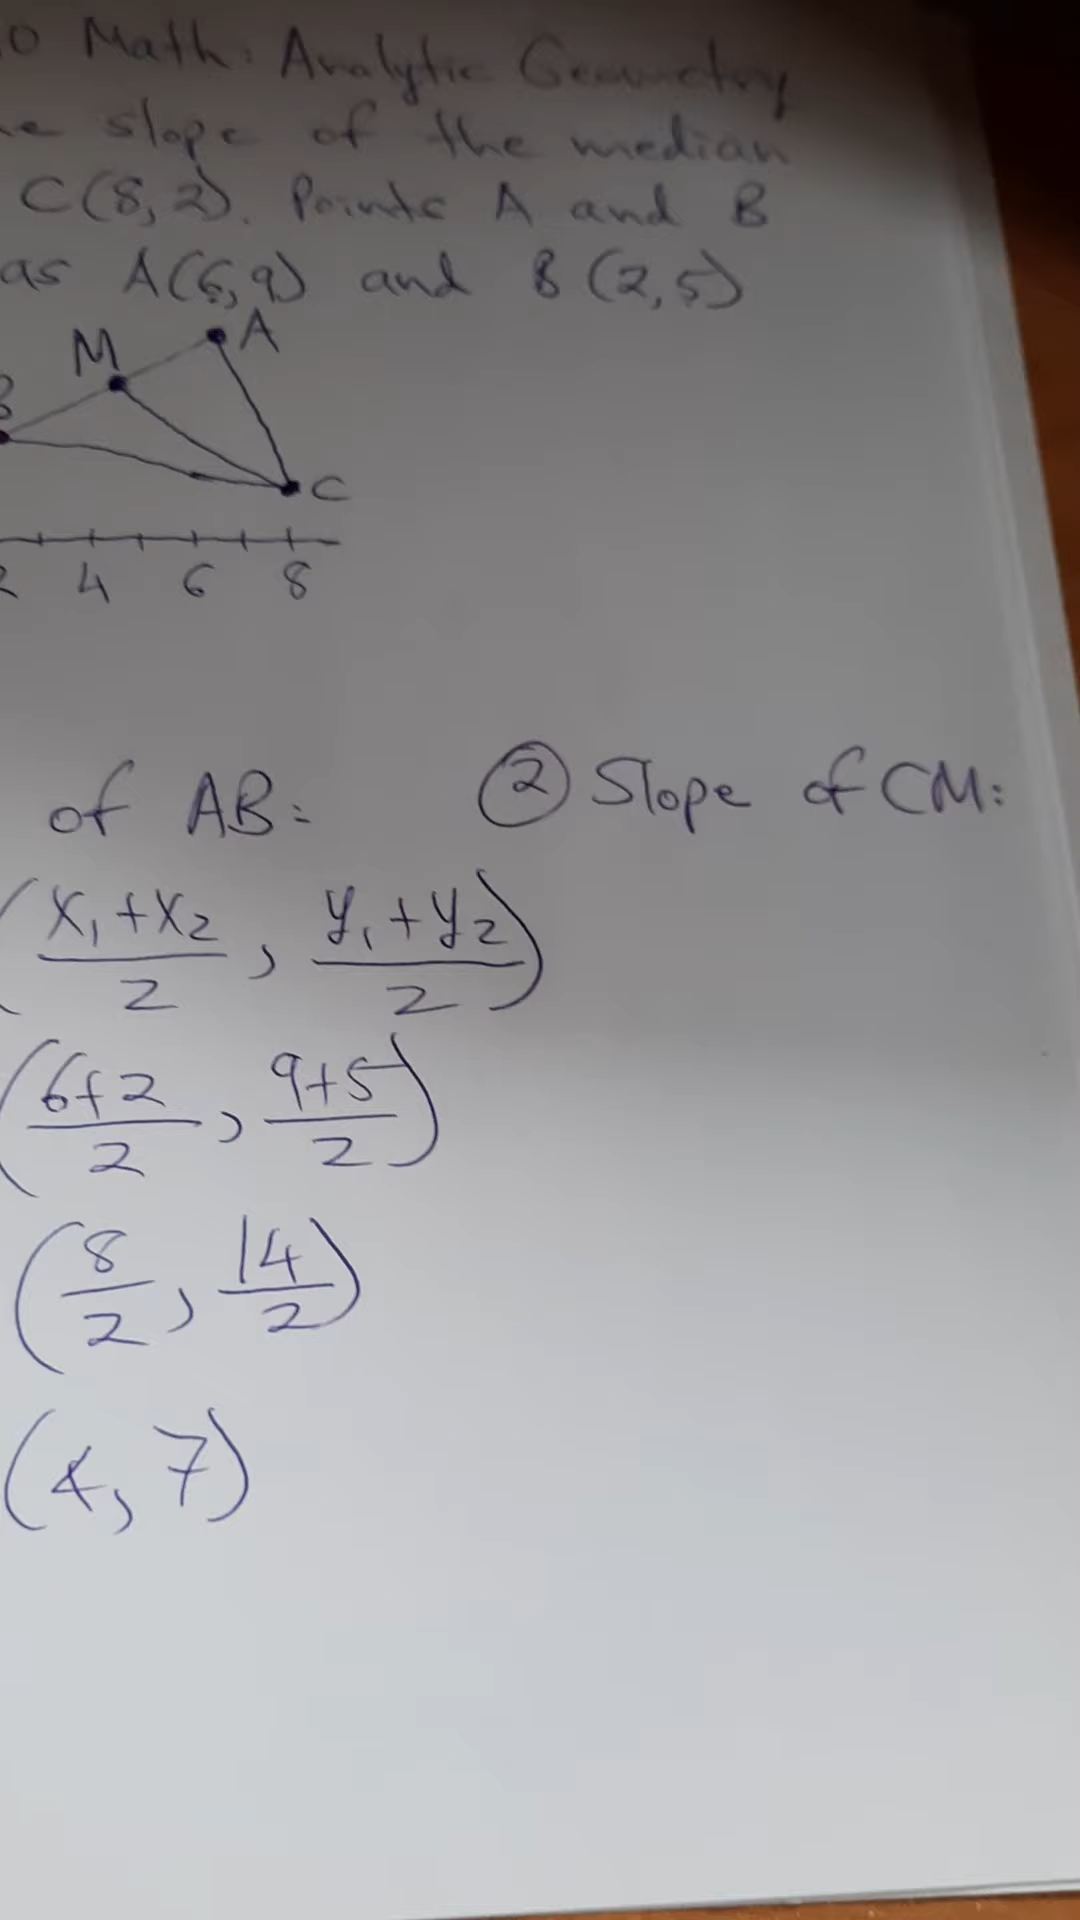 0 Math: Analytic Geometry
e slope of the median
C(8,2). Points A and B
as A(6,9) and B(2,5)
M A
B
C
2 4 6 8
of AB: ② Slope of CM:
(x₁+x₂/2, y₁+y₂/2)
(6+2/2, 9+5/2)
(8/2, 14/2)
(4, 7)